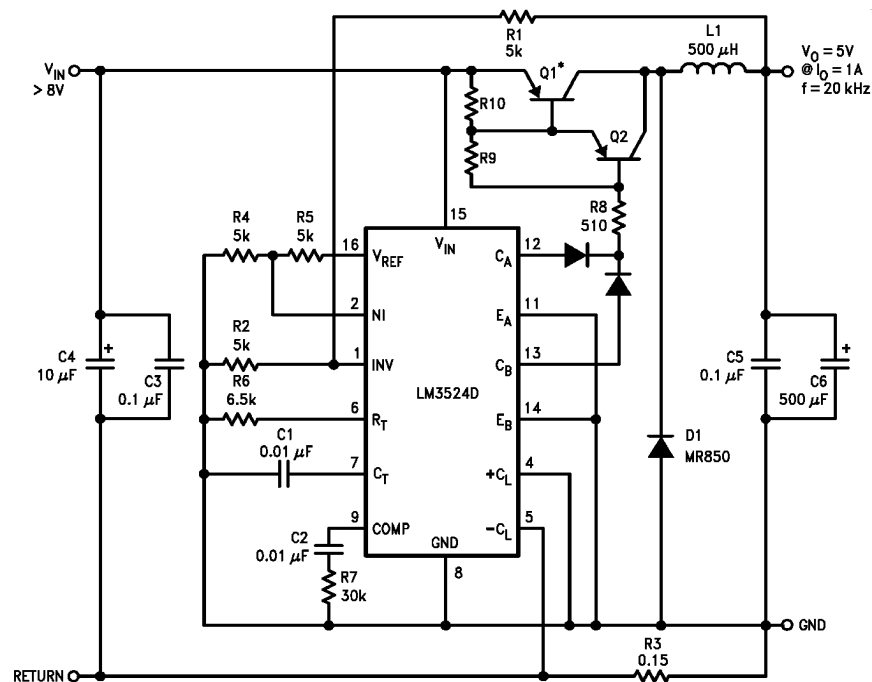 R1
5k
L1
500 μH
V_O = 5V
@ I_O = 1A
f = 20 kHz
V_IN
> 8V
Q1*
R10
Q2
R9
R8
510
R4
5k
R5
5k
15
V_IN
16
V_REF
C_A
12
2
NI
E_A
11
R2
5k
1
INV
C_B
13
LM3524D
R6
6.5k
6
R_T
E_B
14
C1
0.01 μF
7
C_T
+C_L
4
9
COMP
−C_L
5
GND
8
C2
0.01 μF
R7
30k
C4
10 μF
+
C3
0.1 μF
C5
0.1 μF
+
C6
500 μF
D1
MR850
GND
R3
0.15
RETURN